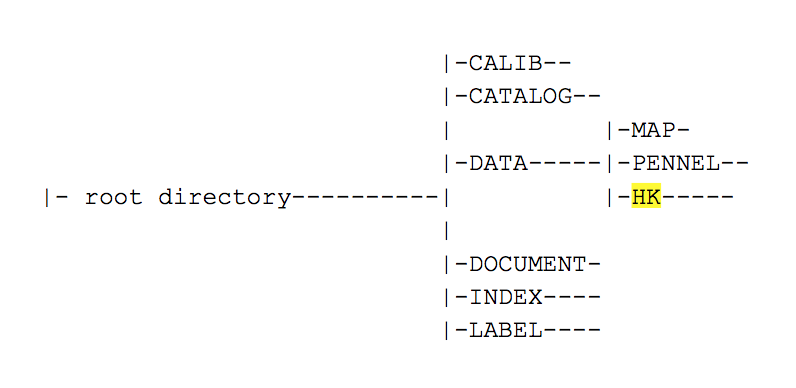 |-CALIB--
|-CATALOG--
| |-MAP-
|-DATA-----|-PENNEL--
|- root directory----------| |-HK-----
|
|-DOCUMENT-
|-INDEX----
|-LABEL----